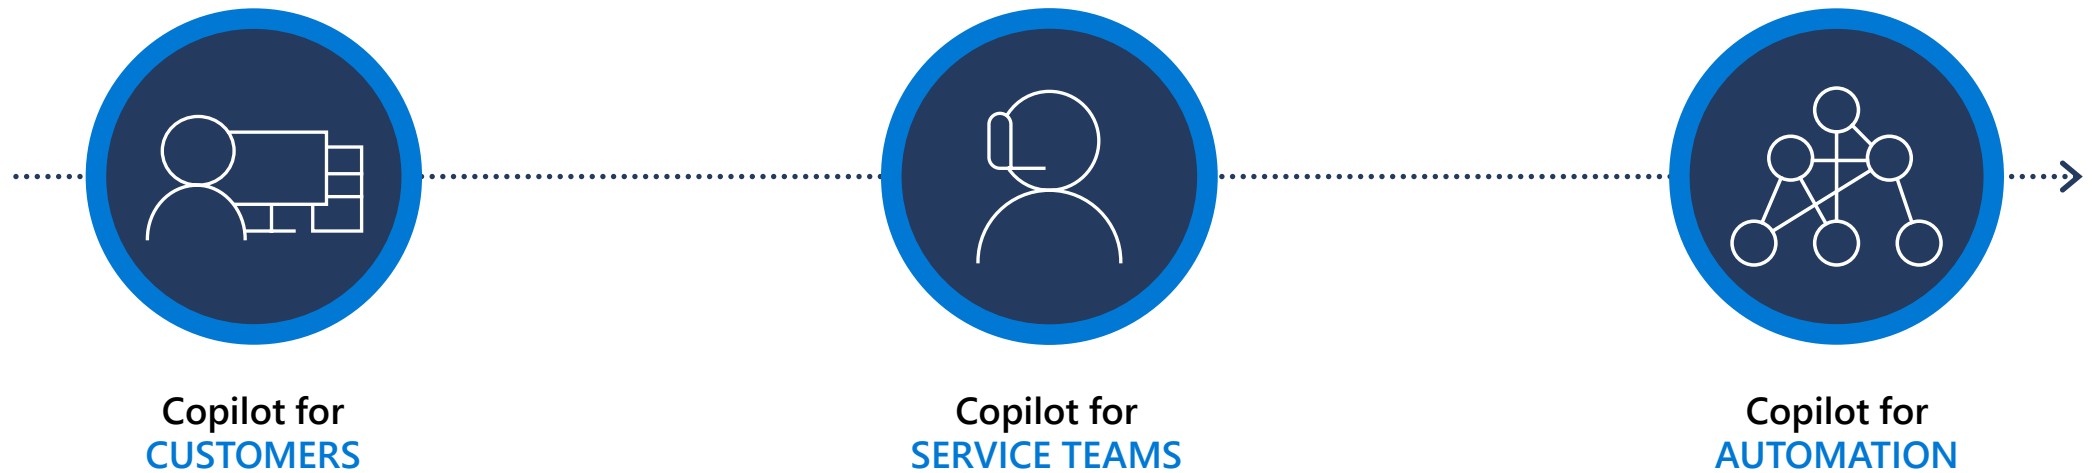 Copilot for
CUSTOMERS
Copilot for
SERVICE TEAMS
Copilot for
AUTOMATION